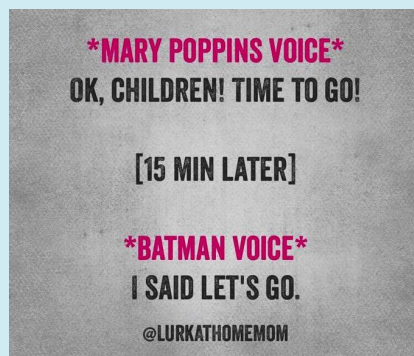 *MARY POPPINS VOICE*
OK, CHILDREN! TIME TO GO!
[15 MIN LATER]
*BATMAN VOICE*
I SAID LET'S GO.
@LURKATHOMEMOM